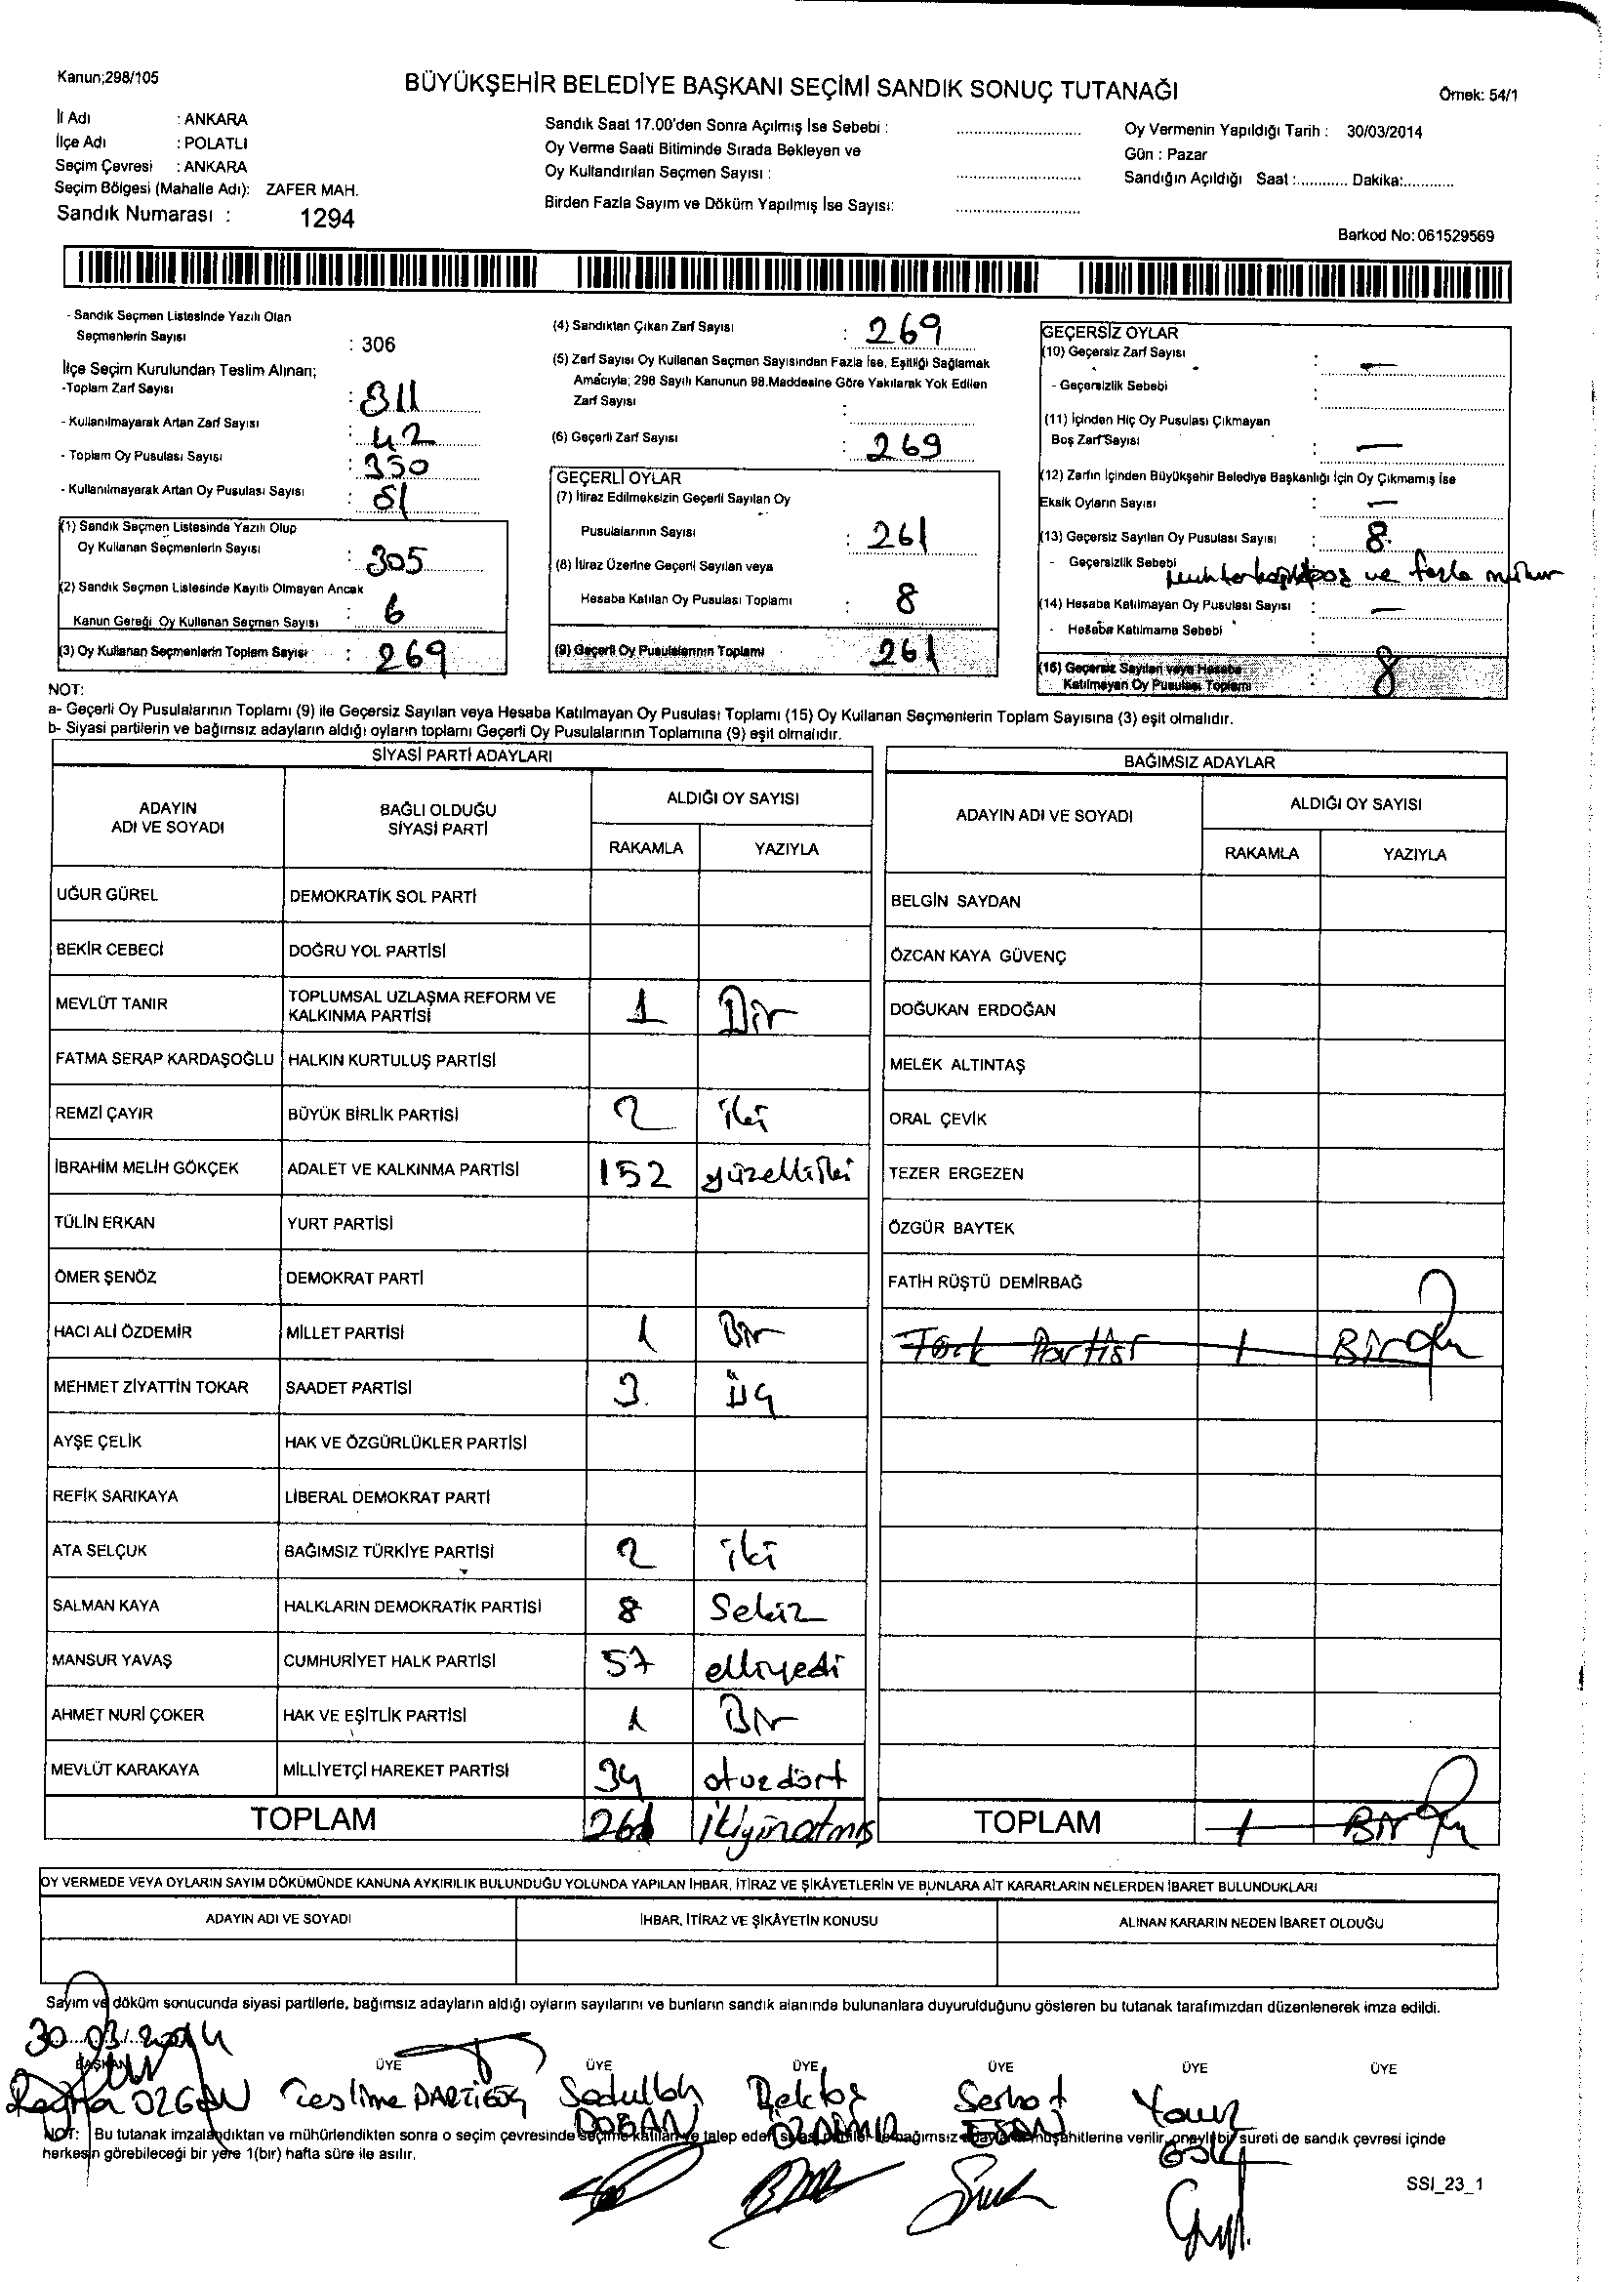 Kanun;298/105
BÜYÜKŞEHİR BELEDİYE BAŞKANI SEÇİMİ SANDIK SONUÇ TUTANAĞI
Örnek: 54/1
İl Adı : ANKARA
İlçe Adı : POLATLI
Seçim Çevresi : ANKARA
Seçim Bölgesi (Mahalle Adı): ZAFER MAH.
Sandık Numarası : 1294
Sandık Saat 17.00'den Sonra Açılmış İse Sebebi :
Oy Verme Saati Bitiminde Sırada Bekleyen ve
Oy Kullandırılan Seçmen Sayısı :
Birden Fazla Sayım ve Döküm Yapılmış İse Sayısı:
Oy Vermenin Yapıldığı Tarih : 30/03/2014
Gün : Pazar
Sandığın Açıldığı Saat :............ Dakika:............
Barkod No: 061529569
- Sandık Seçmen Listesinde Yazılı Olan
Seçmenlerin Sayısı : 306
İlçe Seçim Kurulundan Teslim Alınan;
-Toplam Zarf Sayısı : 311
- Kullanılmayarak Artan Zarf Sayısı : 42
- Toplam Oy Pusulası Sayısı : 350
- Kullanılmayarak Artan Oy Pusulası Sayısı : 81
(1) Sandık Seçmen Listesinde Yazılı Olup
Oy Kullanan Seçmenlerin Sayısı : 305
(2) Sandık Seçmen Listesinde Kayıtlı Olmayan Ancak
Kanun Gereği Oy Kullanan Seçmen Sayısı : 6
(3) Oy Kullanan Seçmenlerin Toplam Sayısı : 269
(4) Sandıktan Çıkan Zarf Sayısı : 269
(5) Zarf Sayısı Oy Kullanan Seçmen Sayısından Fazla İse, Eşitliği Sağlamak
Amacıyla; 298 Sayılı Kanunun 98.Maddesine Göre Yakılarak Yok Edilen
Zarf Sayısı :
(6) Geçerli Zarf Sayısı : 269
GEÇERLİ OYLAR
(7) İtiraz Edilmeksizin Geçerli Sayılan Oy
Pusulalarının Sayısı : 261
(8) İtiraz Üzerine Geçerli Sayılan veya
Hesaba Katılan Oy Pusulası Toplamı : 8
(9) Geçerli Oy Pusulalarının Toplamı 261
GEÇERSİZ OYLAR
(10) Geçersiz Zarf Sayısı : —
- Geçersizlik Sebebi :
(11) İçinden Hiç Oy Pusulası Çıkmayan
Boş Zarf Sayısı : —
(12) Zarfın İçinden Büyükşehir Belediye Başkanlığı İçin Oy Çıkmamış İse
Eksik Oyların Sayısı : —
(13) Geçersiz Sayılan Oy Pusulası Sayısı : 8
- Geçersizlik Sebebi ve fazla mühür
(14) Hesaba Katılmayan Oy Pusulası Sayısı : —
- Hesaba Katılmama Sebebi :
(15) Geçersiz Sayılan veya Hesaba
Katılmayan Oy Pusulası Toplamı : 8
NOT:
a- Geçerli Oy Pusulalarının Toplamı (9) ile Geçersiz Sayılan veya Hesaba Katılmayan Oy Pusulası Toplamı (15) Oy Kullanan Seçmenlerin Toplam Sayısına (3) eşit olmalıdır.
b- Siyasi partilerin ve bağımsız adayların aldığı oyların toplamı Geçerli Oy Pusulalarının Toplamına (9) eşit olmalıdır.
SİYASİ PARTİ ADAYLARI
ADAYIN ADI VE SOYADI
BAĞLI OLDUĞU SİYASİ PARTİ
ALDIĞI OY SAYISI
RAKAMLA YAZIYLA
UĞUR GÜREL DEMOKRATİK SOL PARTİ
BEKİR CEBECİ DOĞRU YOL PARTİSİ
MEVLÜT TANIR TOPLUMSAL UZLAŞMA REFORM VE KALKINMA PARTİSİ 1 Bir
FATMA SERAP KARDAŞOĞLU HALKIN KURTULUŞ PARTİSİ
REMZİ ÇAYIR BÜYÜK BİRLİK PARTİSİ 2 iki
İBRAHİM MELİH GÖKÇEK ADALET VE KALKINMA PARTİSİ 152 yüzelliiki
TÜLİN ERKAN YURT PARTİSİ
ÖMER ŞENÖZ DEMOKRAT PARTİ
HACI ALİ ÖZDEMİR MİLLET PARTİSİ 1 Bir
MEHMET ZİYATTİN TOKAR SAADET PARTİSİ 3 üç
AYŞE ÇELİK HAK VE ÖZGÜRLÜKLER PARTİSİ
REFİK SARIKAYA LİBERAL DEMOKRAT PARTİ
ATA SELÇUK BAĞIMSIZ TÜRKİYE PARTİSİ 2 iki
SALMAN KAYA HALKLARIN DEMOKRATİK PARTİSİ 8 Sekiz
MANSUR YAVAŞ CUMHURİYET HALK PARTİSİ 57 elliyedi
AHMET NURİ ÇOKER HAK VE EŞİTLİK PARTİSİ 1 Bir
MEVLÜT KARAKAYA MİLLİYETÇİ HAREKET PARTİSİ 34 otuzdört
TOPLAM 261 ikiyüzatmış
BAĞIMSIZ ADAYLAR
ADAYIN ADI VE SOYADI
ALDIĞI OY SAYISI
RAKAMLA YAZIYLA
BELGİN SAYDAN
ÖZCAN KAYA GÜVENÇ
DOĞUKAN ERDOĞAN
MELEK ALTINTAŞ
ORAL ÇEVİK
TEZER ERGEZEN
ÖZGÜR BAYTEK
FATİH RÜŞTÜ DEMİRBAĞ
Türk Partisi 1 Bir
TOPLAM 1 Bir
OY VERMEDE VEYA OYLARIN SAYIM DÖKÜMÜNDE KANUNA AYKIRILIK BULUNDUĞU YOLUNDA YAPILAN İHBAR, İTİRAZ VE ŞİKÂYETLERİN VE BUNLARA AİT KARARLARIN NELERDEN İBARET BULUNDUKLARI
ADAYIN ADI VE SOYADI İHBAR, İTİRAZ VE ŞİKÂYETİN KONUSU ALINAN KARARIN NEDEN İBARET OLDUĞU
Sayım ve döküm sonucunda siyasi partilerle, bağımsız adayların aldığı oyların sayılarını ve bunların sandık alanında bulunanlara duyurulduğunu gösteren bu tutanak tarafımızdan düzenlenerek imza edildi.
30.03.2014
BAŞKAN ÜYE ÜYE ÜYE ÜYE ÜYE ÜYE
ÖZGAN Teslime Sadullah Bektaş Serhat Yavuz
DOĞAN ÖZDEMİR
NOT: Bu tutanak imzalandıktan ve mühürlendikten sonra o seçim çevresinde seçime katılan ve talep eden siyasi partiler ile bağımsız adayların müşahitlerine verilir, onaylı bir sureti de sandık çevresi içinde
herkesin görebileceği bir yere 1(bir) hafta süre ile asılır.
SSI_23_1